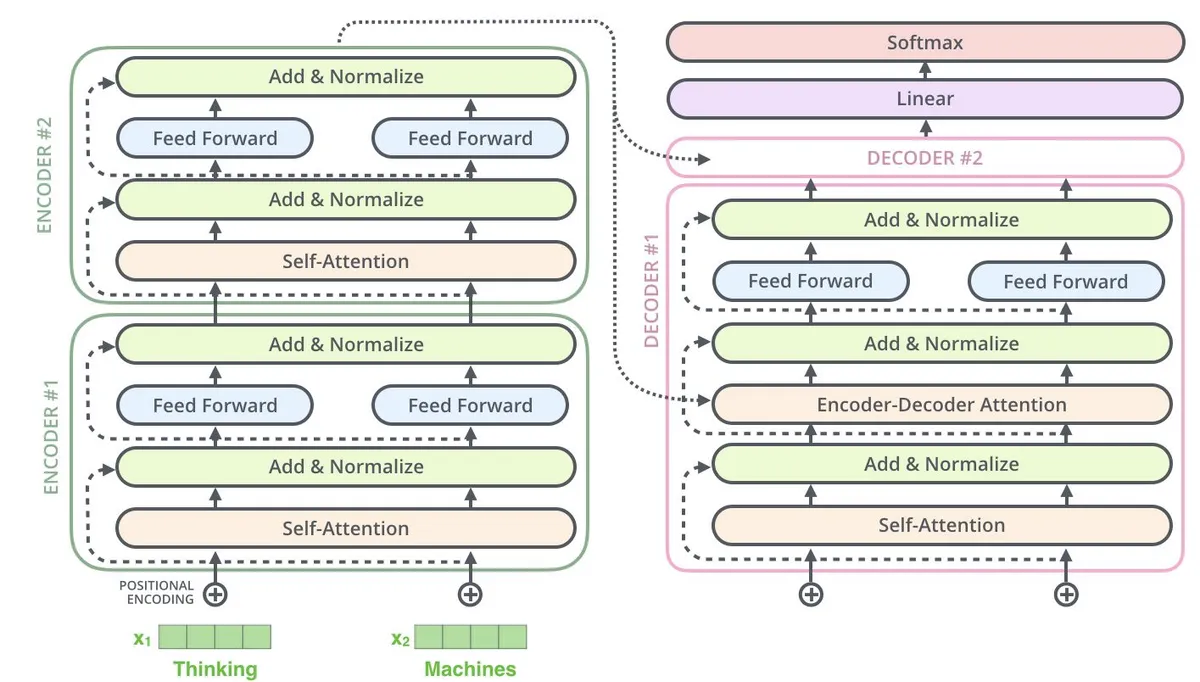 ENCODER #2
Add & Normalize
Feed Forward
Feed Forward
Add & Normalize
Self-Attention
ENCODER #1
Add & Normalize
Feed Forward
Feed Forward
Add & Normalize
Self-Attention
POSITIONAL
ENCODING
x₁
x₂
Thinking
Machines
Softmax
Linear
DECODER #2
DECODER #1
Add & Normalize
Feed Forward
Feed Forward
Add & Normalize
Encoder-Decoder Attention
Add & Normalize
Self-Attention